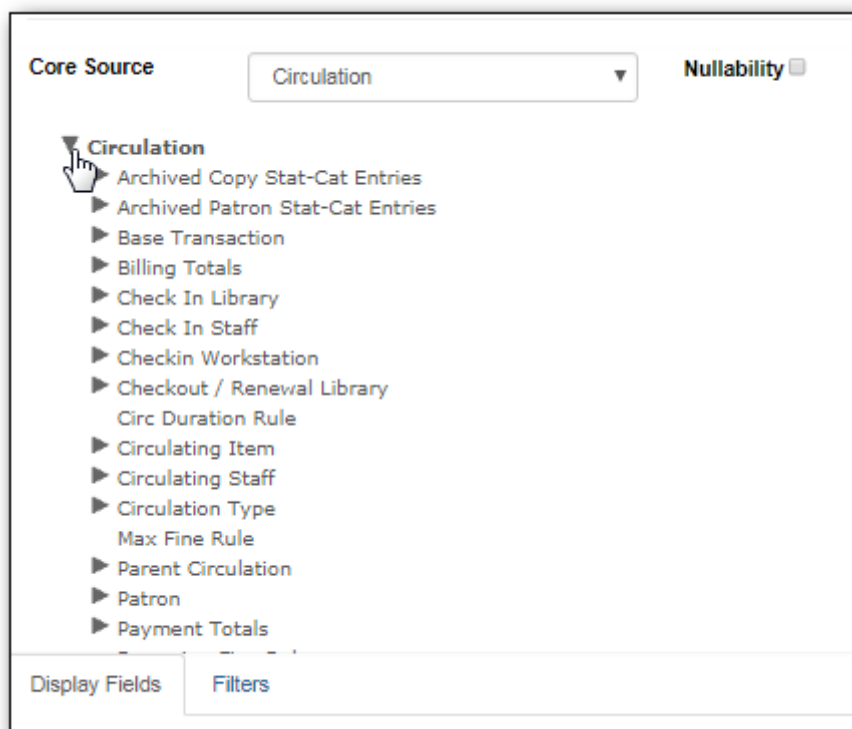 Core Source
Circulation
Nullability
Circulation
Archived Copy Stat-Cat Entries
Archived Patron Stat-Cat Entries
Base Transaction
Billing Totals
Check In Library
Check In Staff
Checkin Workstation
Checkout / Renewal Library
Circ Duration Rule
Circulating Item
Circulating Staff
Circulation Type
Max Fine Rule
Parent Circulation
Patron
Payment Totals
Display Fields
Filters